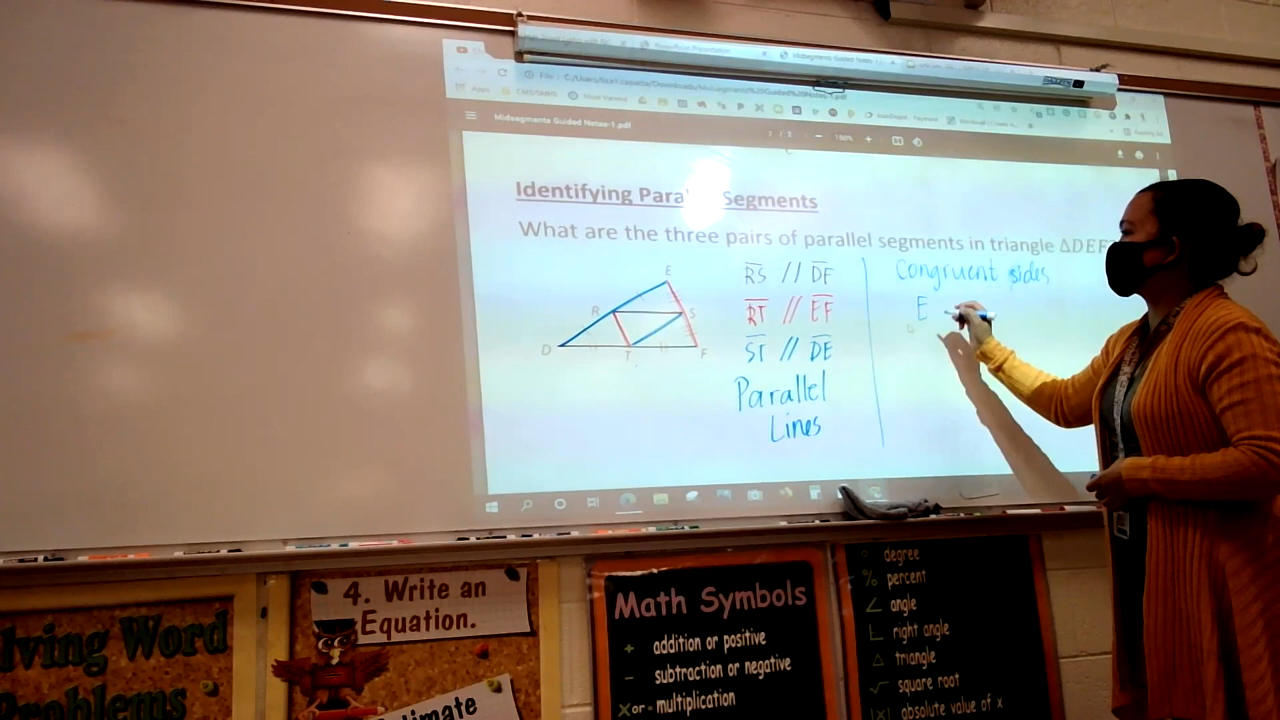 Midsegments Guided Notes-1.pdf
100%
Identifying Para Segments
What are the three pairs of parallel segments in triangle ΔDEF
E
R
S
D
T
F
RS // DF
RT // EF
ST // DE
Parallel
Lines
Congruent sides
E
4. Write an
Equation.
lving Word
Problems
timate
Math Symbols
+ addition or positive
− subtraction or negative
× or • multiplication
° degree
% percent
∠ angle
∟ right angle
△ triangle
√ square root
|x| absolute value of x